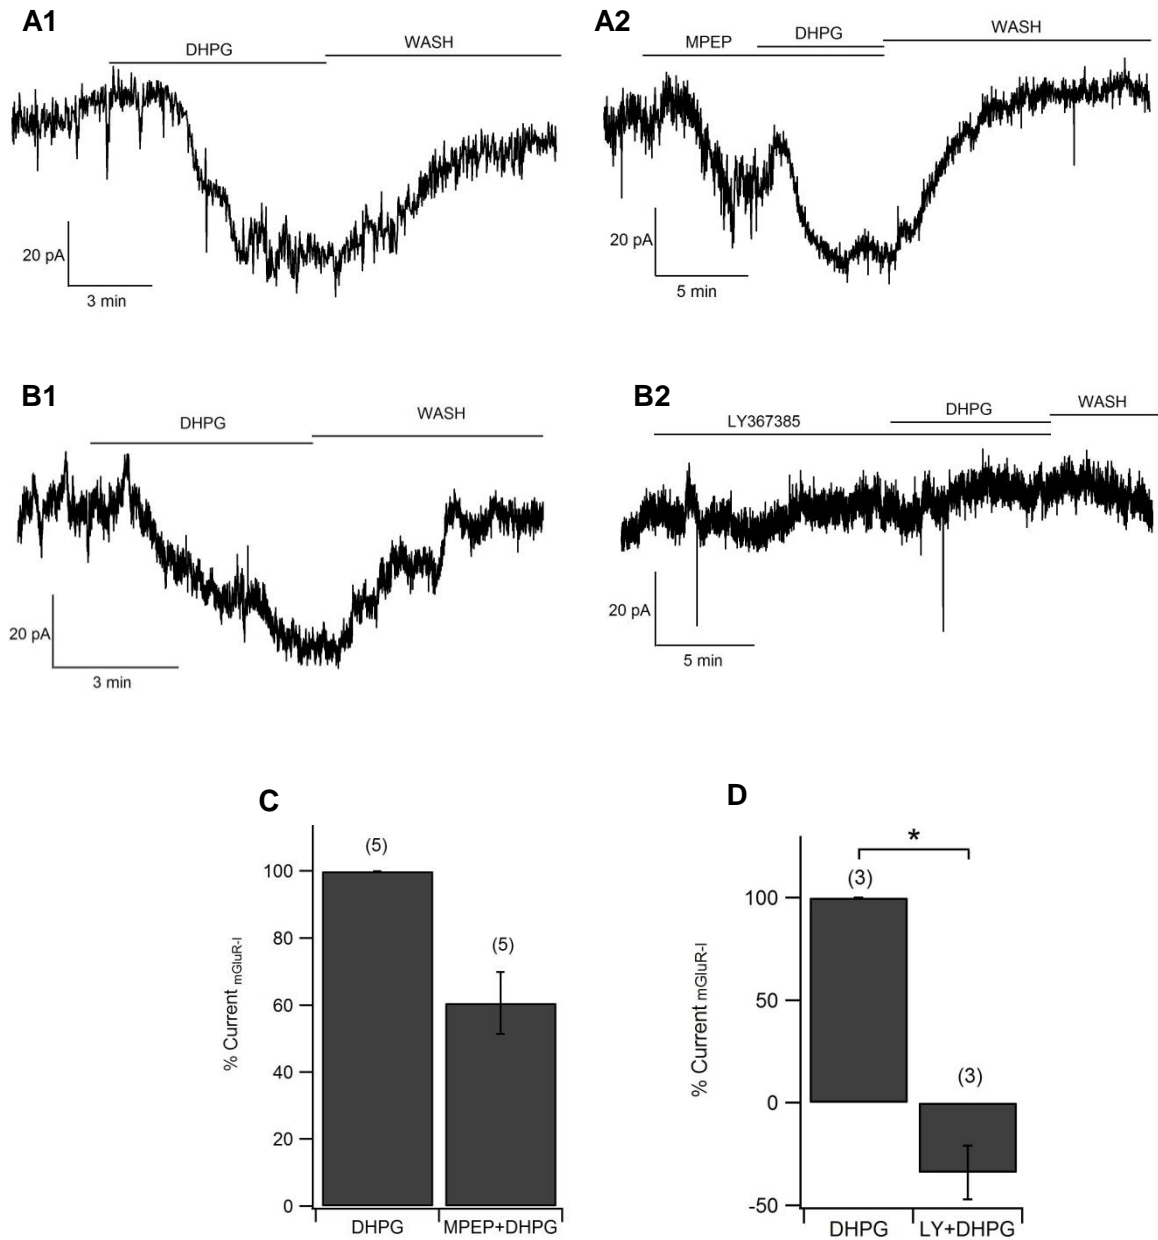 A1
DHPG
WASH
20 pA
3 min
A2
MPEP
DHPG
WASH
20 pA
5 min
B1
DHPG
WASH
20 pA
3 min
B2
LY367385
DHPG
WASH
20 pA
5 min
C
% Current mGluR-I
100
80
60
40
20
0
(5)
(5)
DHPG
MPEP+DHPG
D
% Current mGluR-I
100
50
0
-50
*
(3)
(3)
DHPG
LY+DHPG